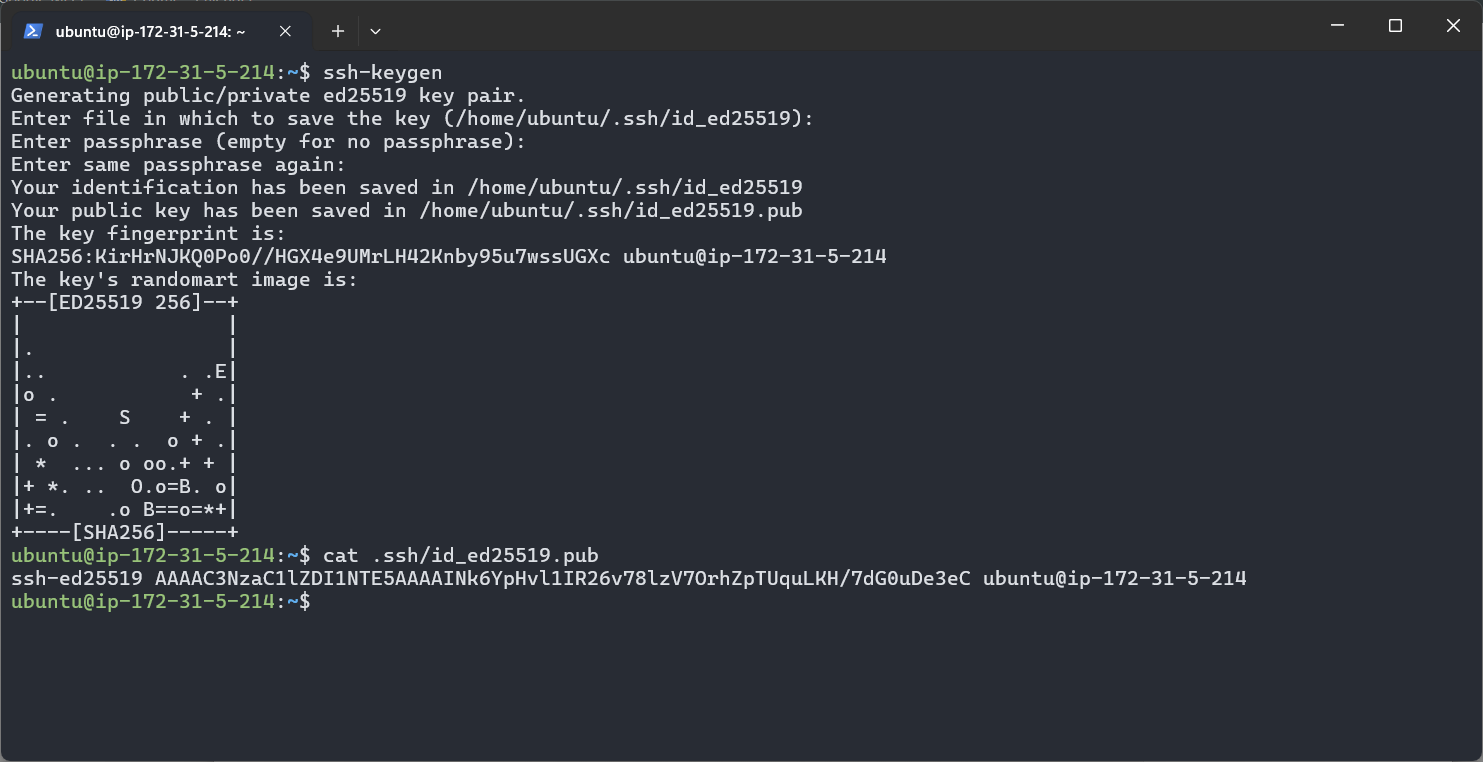 ubuntu@ip-172-31-5-214: ~
ubuntu@ip-172-31-5-214:~$ ssh-keygen
Generating public/private ed25519 key pair.
Enter file in which to save the key (/home/ubuntu/.ssh/id_ed25519):
Enter passphrase (empty for no passphrase):
Enter same passphrase again:
Your identification has been saved in /home/ubuntu/.ssh/id_ed25519
Your public key has been saved in /home/ubuntu/.ssh/id_ed25519.pub
The key fingerprint is:
SHA256:KirHrNJKQ0Po0//HGX4e9UMrLH42Knby95u7wssUGXc ubuntu@ip-172-31-5-214
The key's randomart image is:
+--[ED25519 256]--+
|                 |
|.                |
|..           . .E|
|o .           + .|
| = .    S    + . |
|. o .  . .  o + .|
| *  ... o oo.+ + |
|+ *. ..  O.o=B. o|
|+=.    .o B==o=*+|
+----[SHA256]-----+
ubuntu@ip-172-31-5-214:~$ cat .ssh/id_ed25519.pub
ssh-ed25519 AAAAC3NzaC1lZDI1NTE5AAAAINk6YpHvl1IR26v78lzV7OrhZpTUquLKH/7dG0uDe3eC ubuntu@ip-172-31-5-214
ubuntu@ip-172-31-5-214:~$